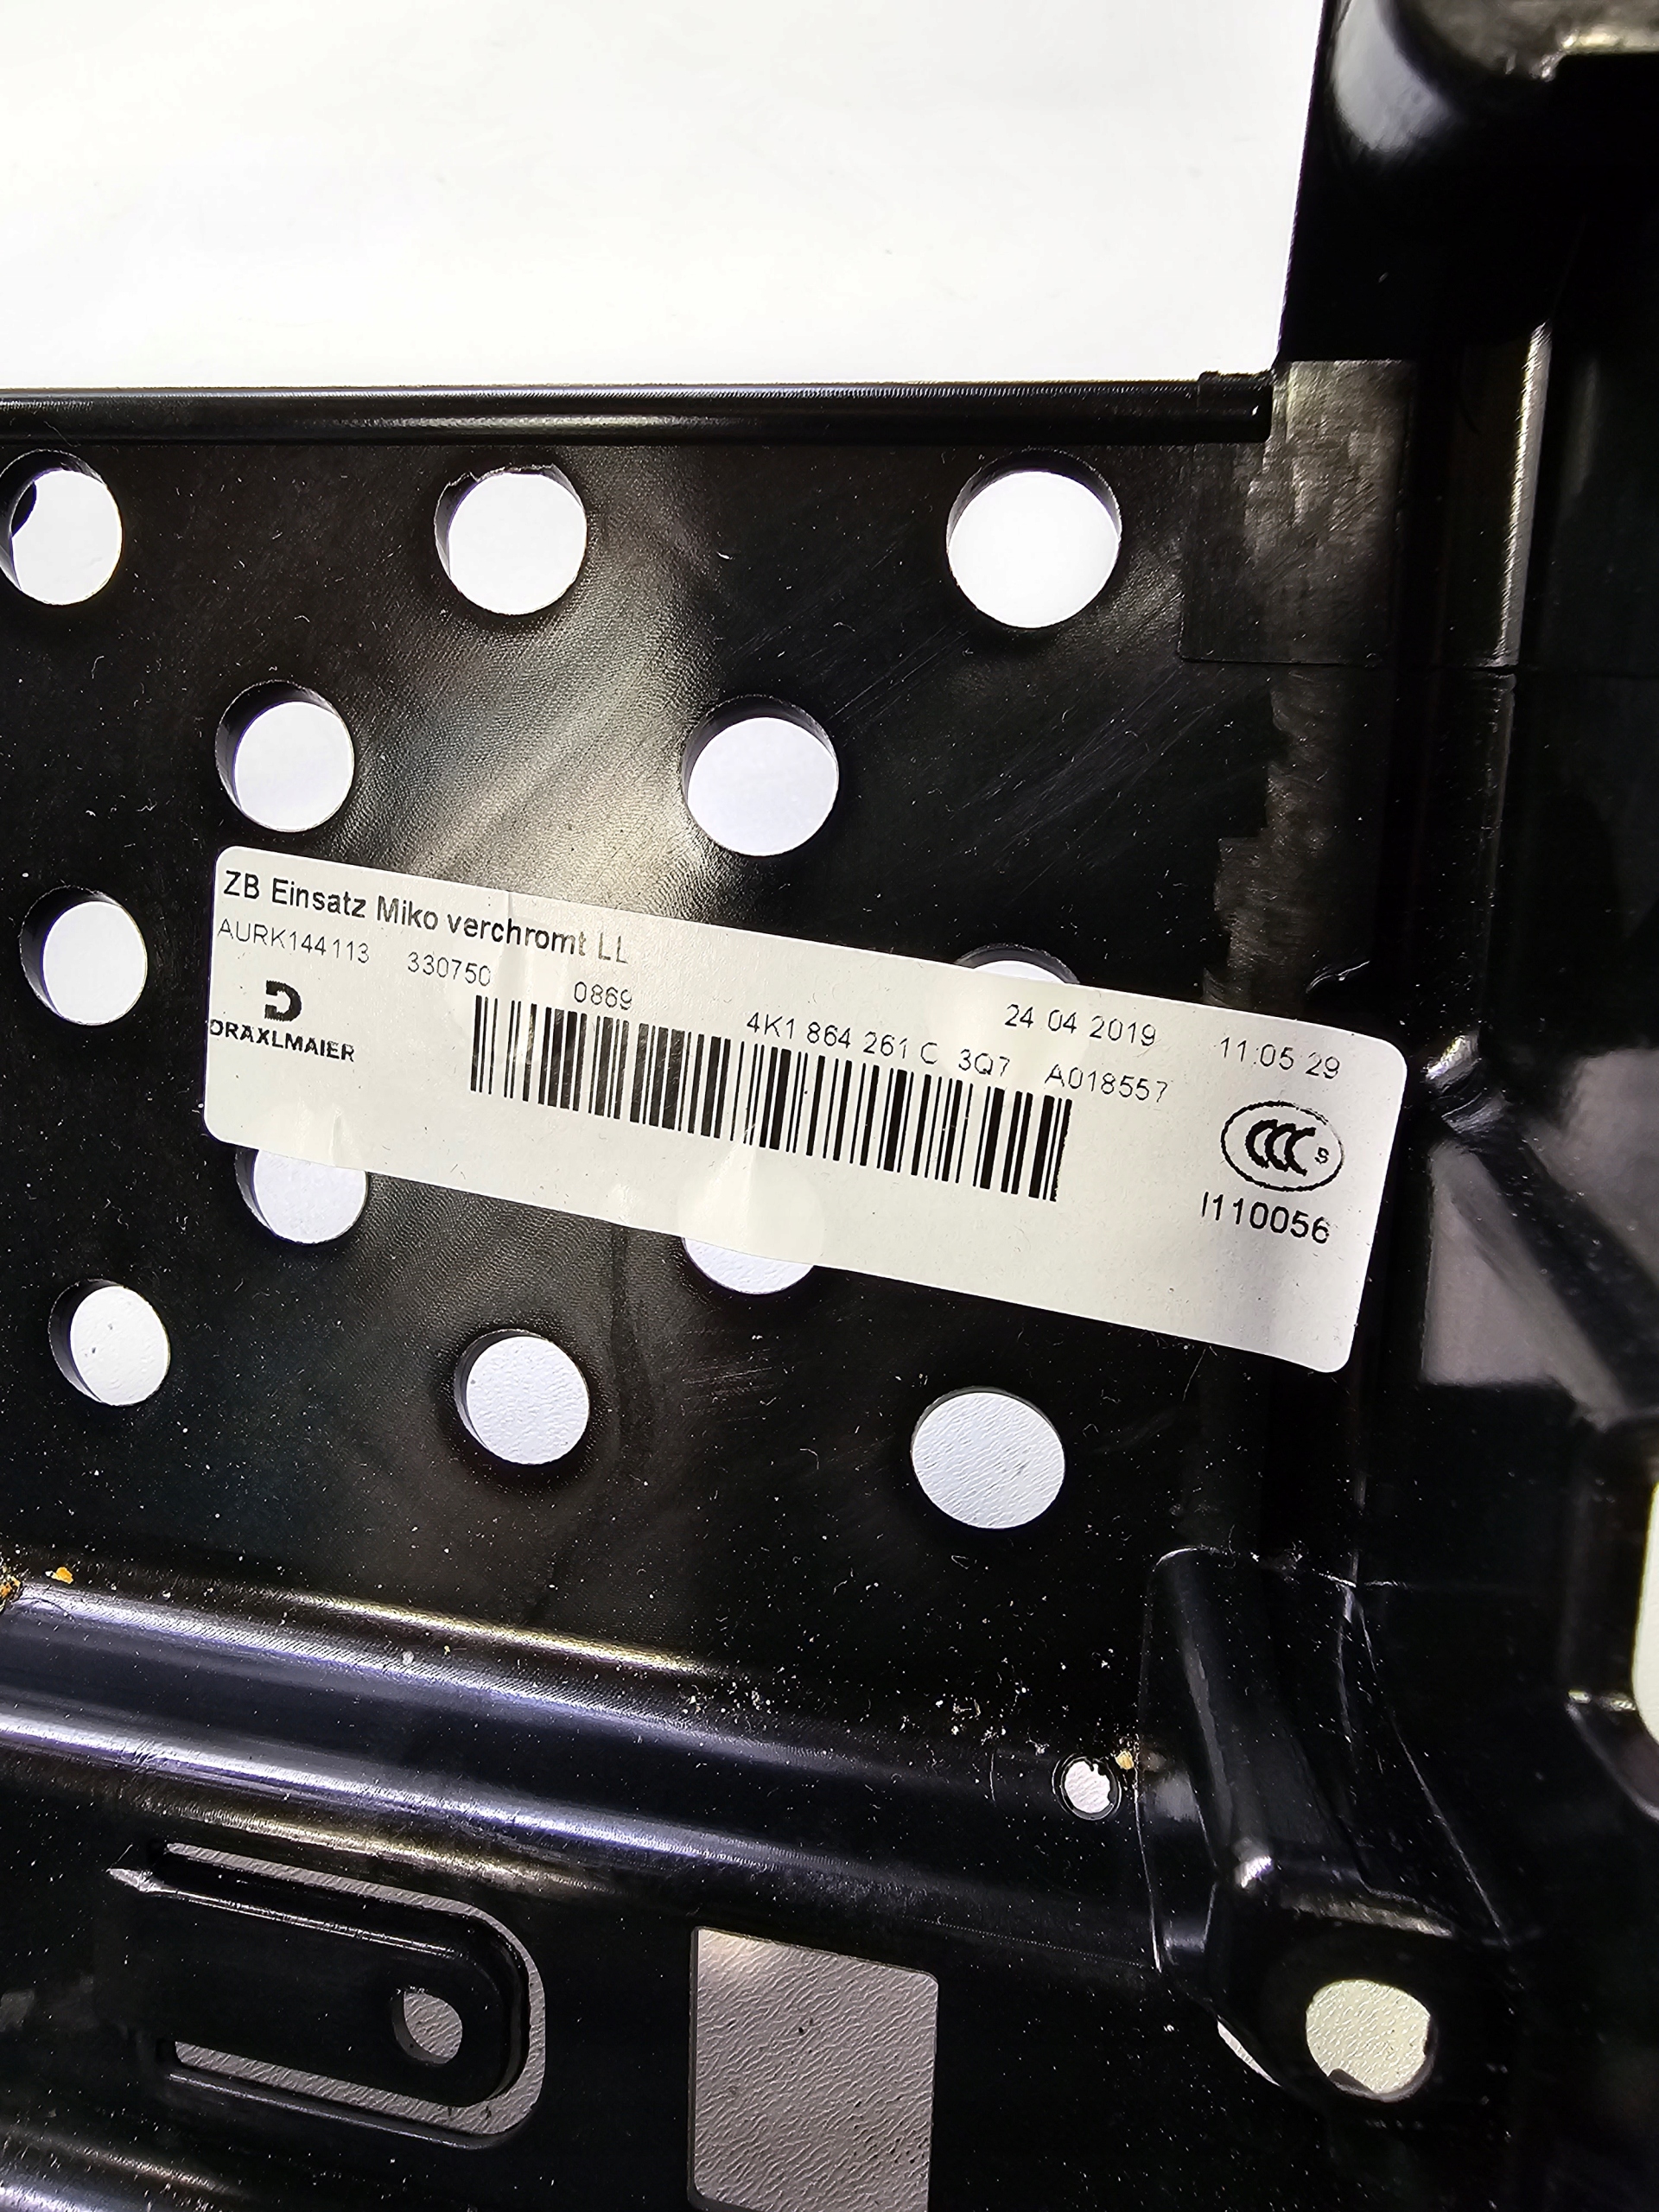 ZB Einsatz Miko verchromt LL
AURK144113 330750 0869 24 04 2019 11:05 29
4K1 864 261 C 3Q7 A018557
DRAXLMAIER
CCC S
I110056